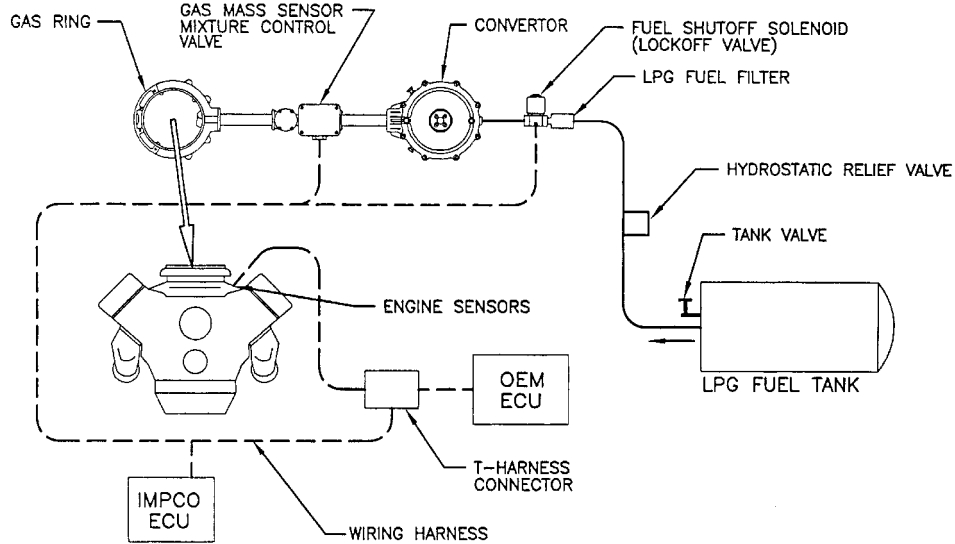 GAS RING
GAS MASS SENSOR
MIXTURE CONTROL
VALVE
CONVERTOR
FUEL SHUTOFF SOLENOID
(LOCKOFF VALVE)
LPG FUEL FILTER
HYDROSTATIC RELIEF VALVE
TANK VALVE
ENGINE SENSORS
LPG FUEL TANK
OEM
ECU
T-HARNESS
CONNECTOR
IMPCO
ECU
WIRING HARNESS